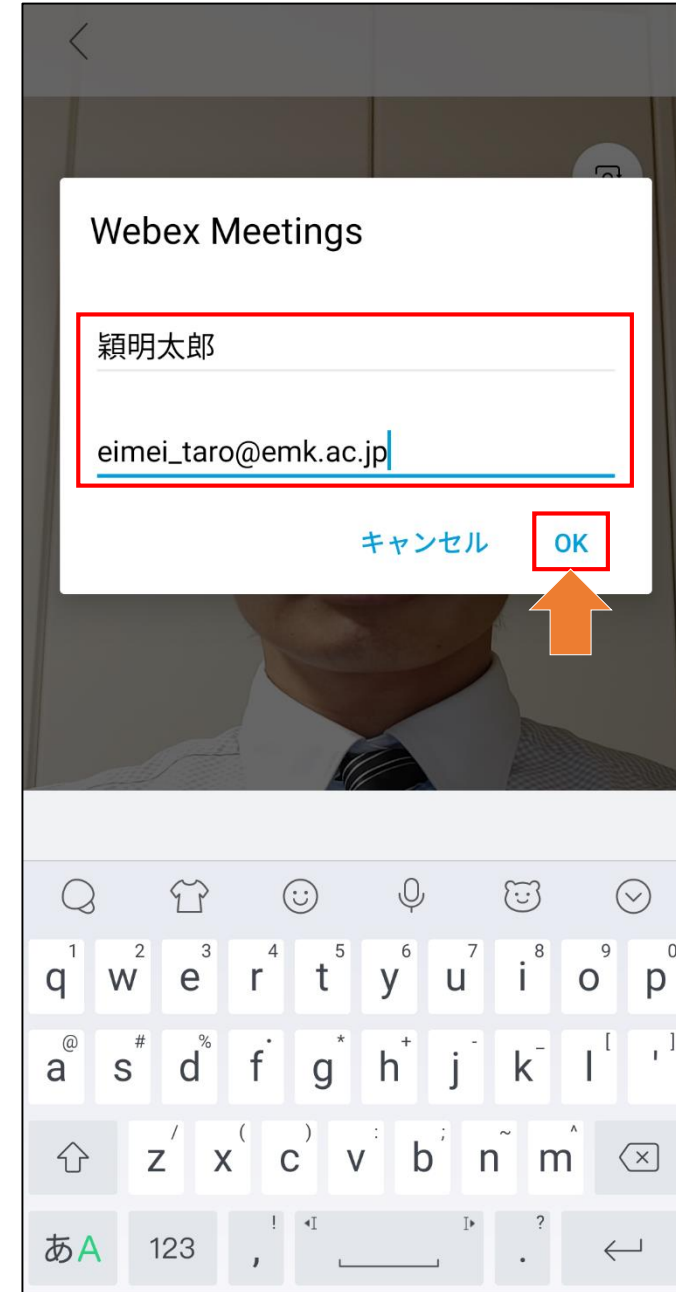 Webex Meetings
穎明太郎
eimei_taro@emk.ac.jp
キャンセル OK
1 2 3 4 5 6 7 8 9 0
q w e r t y u i o p
@ # % • * + - _ [ ]
a s d f g h j k l '
/ ( ) : ; ~ ^
z x c v b n m
! ?
あA 123 , .